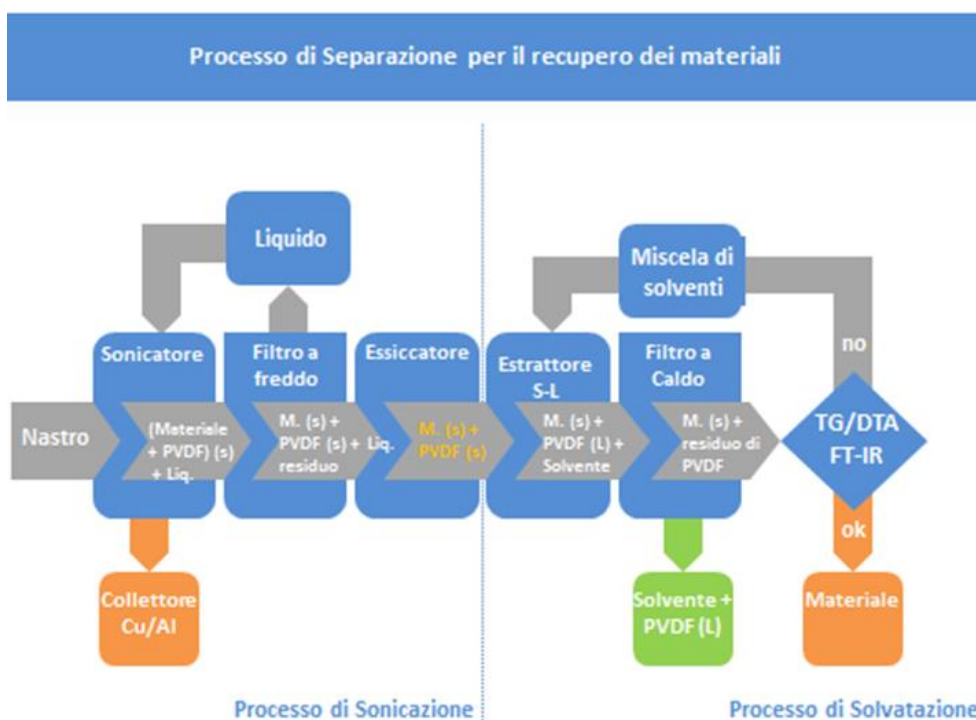 Processo di Separazione per il recupero dei materiali
Liquido
Miscela di
solventi
Sonicatore
Filtro a
freddo
Essiccatore
Estrattore
S-L
Filtro a
Caldo
no
Nastro
(Materiale
+ PVDF) (s)
+ Liq.
M. (s) +
PVDF (s) + Liq.
residuo
M. (s) +
PVDF (s)
M. (s) +
PVDF (L) +
Solvente
M. (s) +
residuo di
PVDF
TG/DTA
FT-IR
ok
Collettore
Cu/Al
Solvente +
PVDF (L)
Materiale
Processo di Sonicazione
Processo di Solvatazione